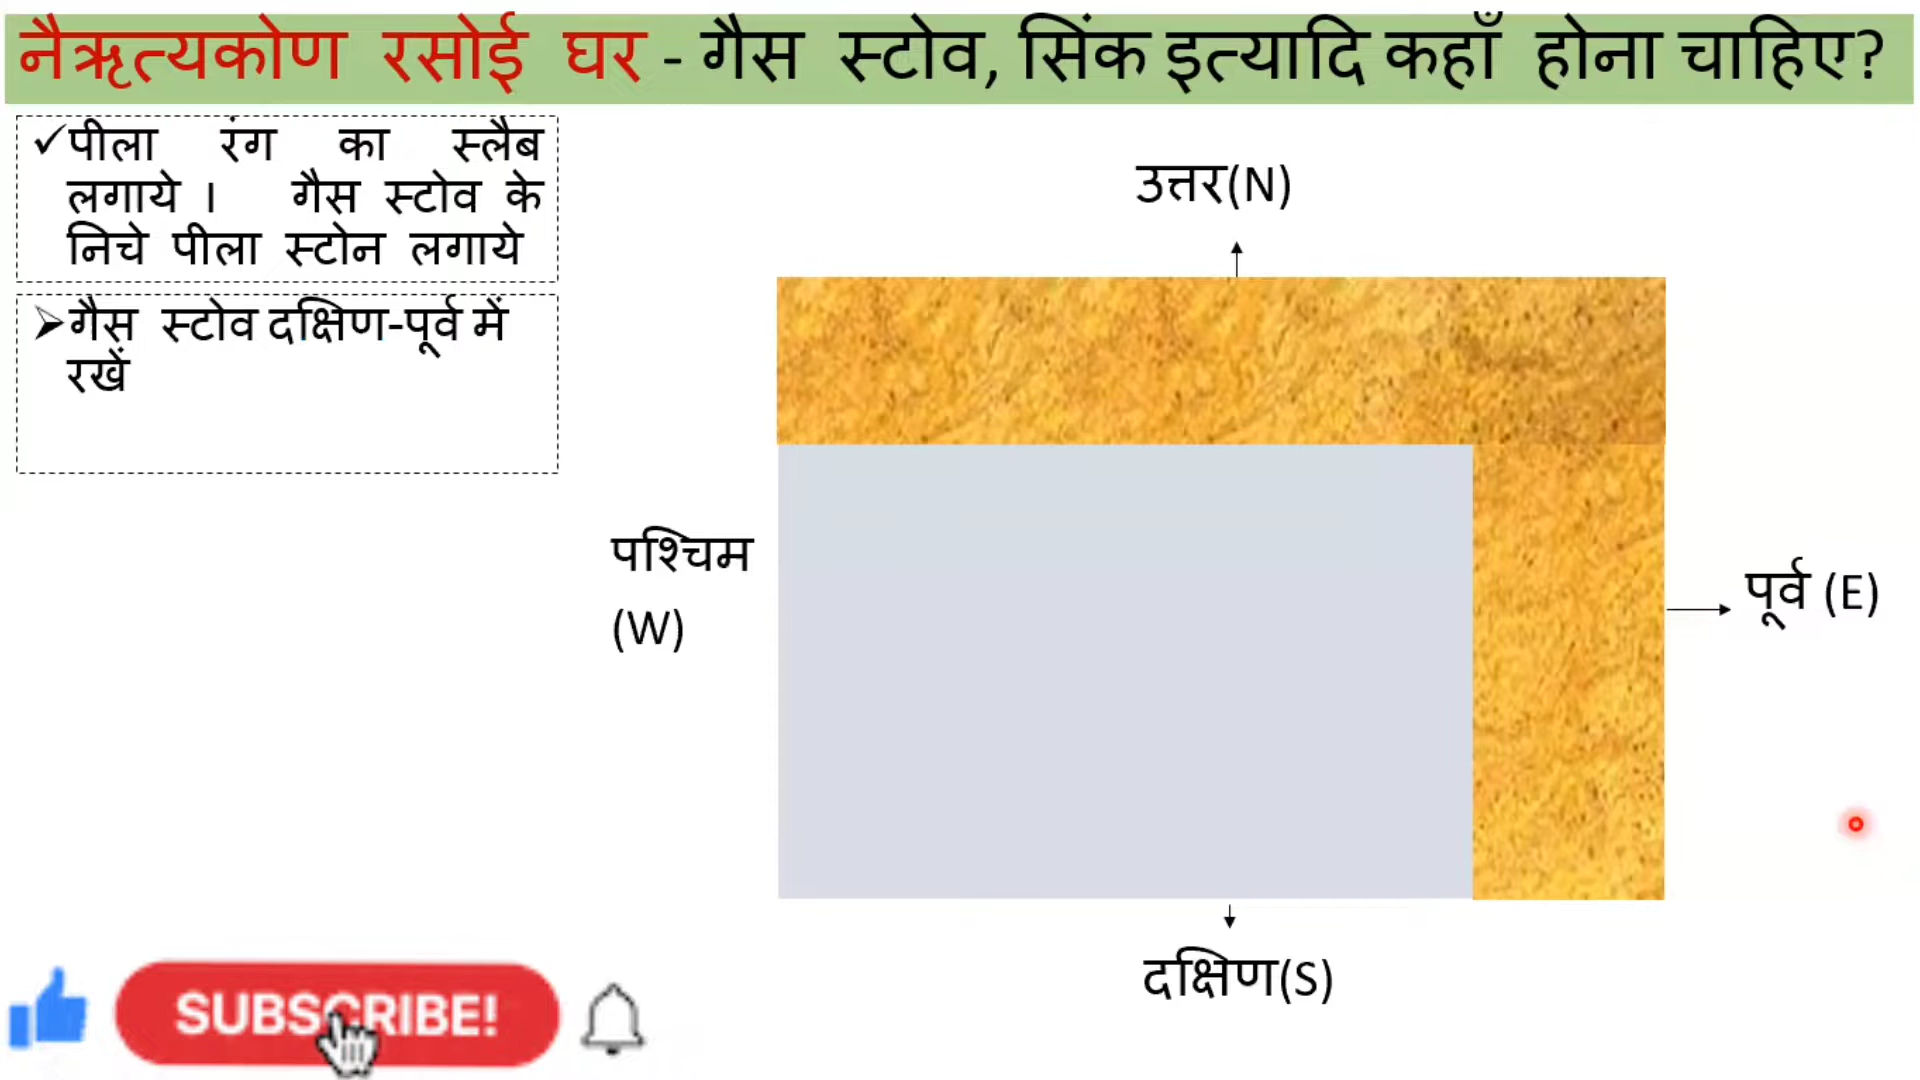 नैऋत्यकोण रसोई घर - गैस स्टोव, सिंक इत्यादि कहाँ होना चाहिए?
✓पीला रंग का स्लैब
लगाये । गैस स्टोव के
निचे पीला स्टोन लगाये
➢गैस स्टोव दक्षिण-पूर्व में
रखें
उत्तर(N)
पश्चिम
(W)
पूर्व (E)
दक्षिण(S)
SUBSCRIBE!